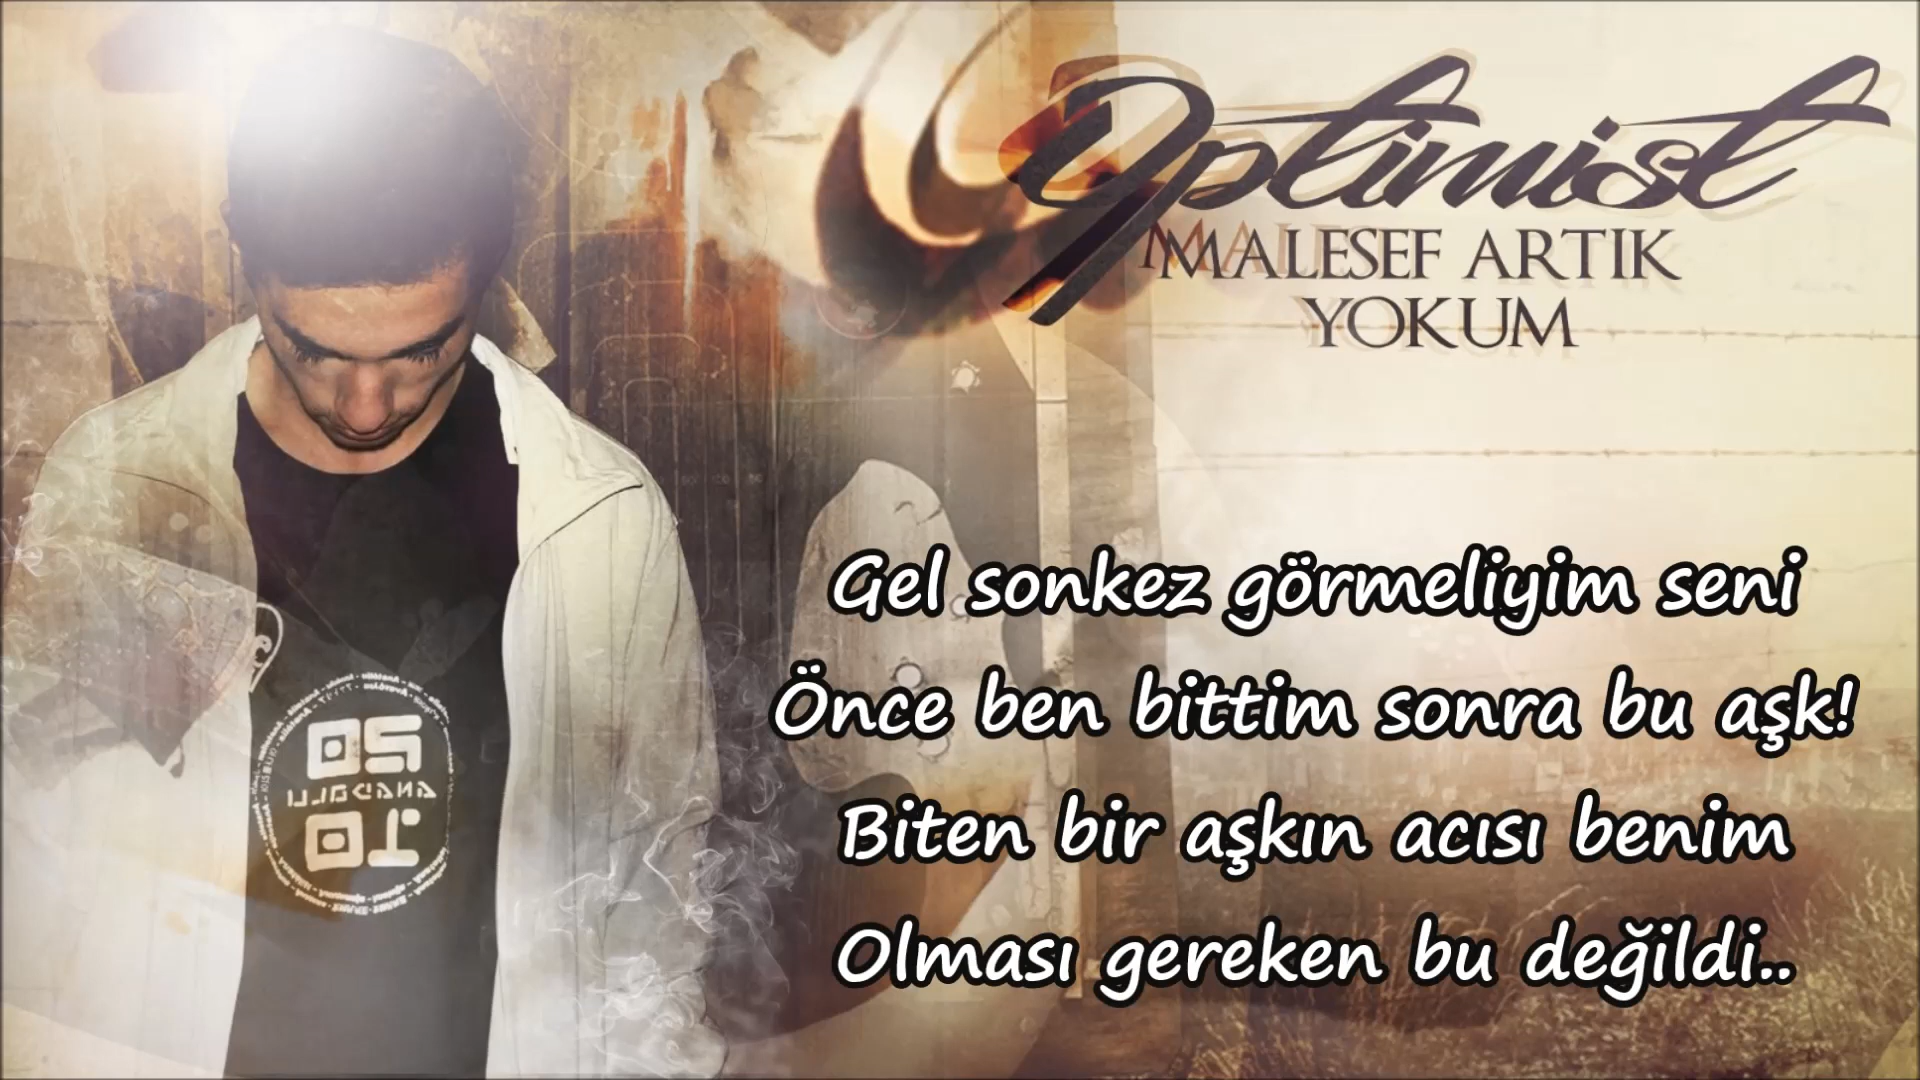 Optimist
MALESEF ARTIK
YOKUM
Gel sonkez görmeliyim seni
Önce ben bittim sonra bu aşk!
Biten bir aşkın acısı benim
Olması gereken bu değildi..